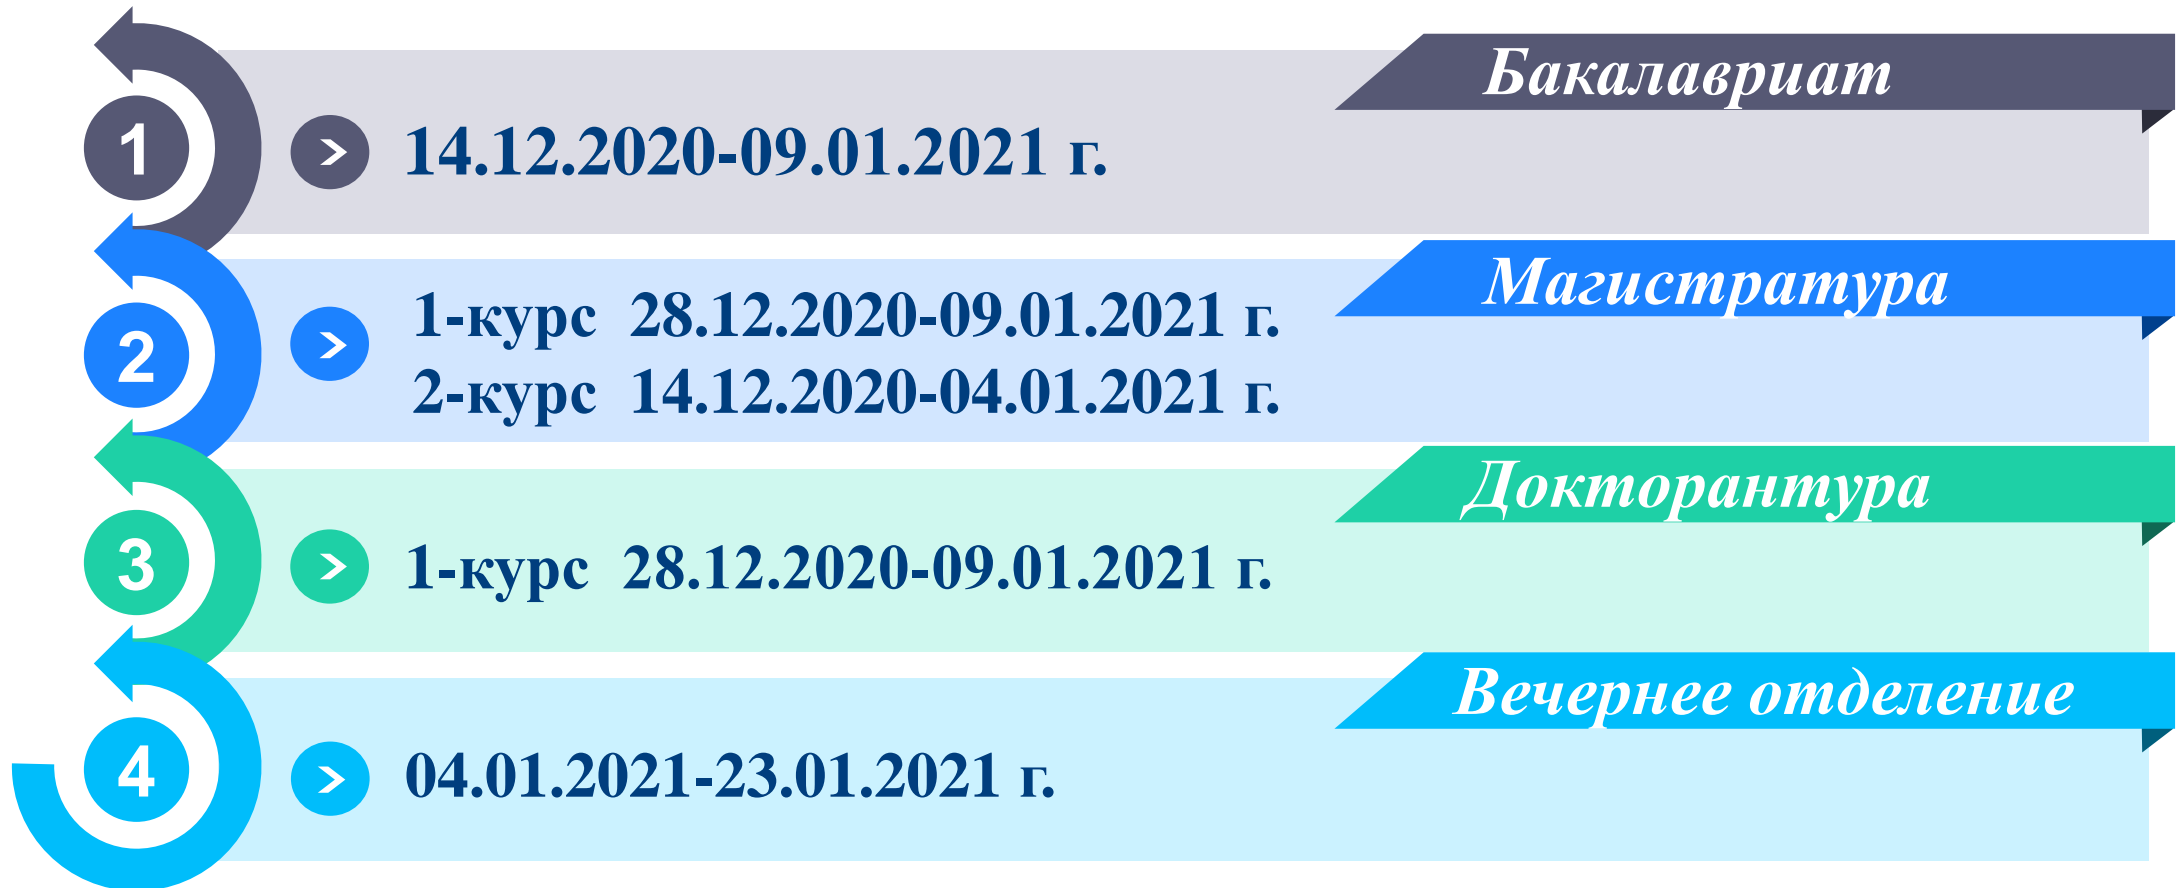 Бакалавриат
1
14.12.2020-09.01.2021 г.
Магистратура
2
1-курс 28.12.2020-09.01.2021 г.
2-курс 14.12.2020-04.01.2021 г.
Докторантура
3
1-курс 28.12.2020-09.01.2021 г.
Вечернее отделение
4
04.01.2021-23.01.2021 г.